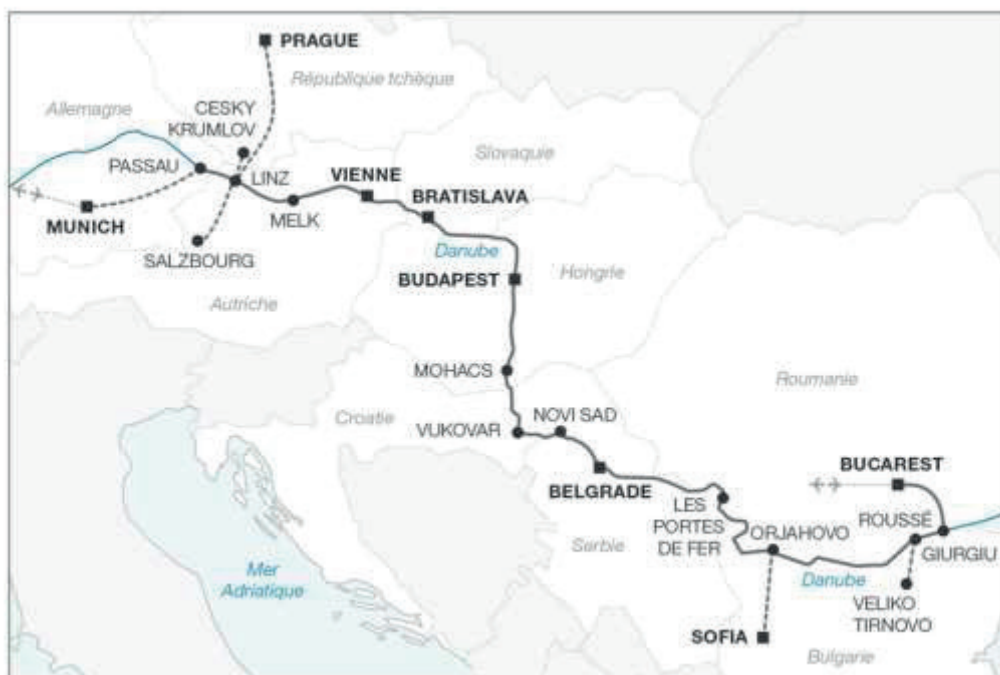 PRAGUE
République tchèque
Allemagne
CESKY
KRUMLOV
Slovaquie
PASSAU
LINZ
VIENNE
BRATISLAVA
MELK
MUNICH
SALZBOURG
Danube
BUDAPEST
Hongrie
Autriche
MOHACS
Roumanie
Croatie
NOVI SAD
VUKOVAR
BELGRADE
BUCAREST
LES
PORTES
DE FER
ORJAHOVO
ROUSSÉ
GIURGIU
Serbie
Mer
Adriatique
Danube
VELIKO
TIRNOVO
SOFIA
Bulgarie